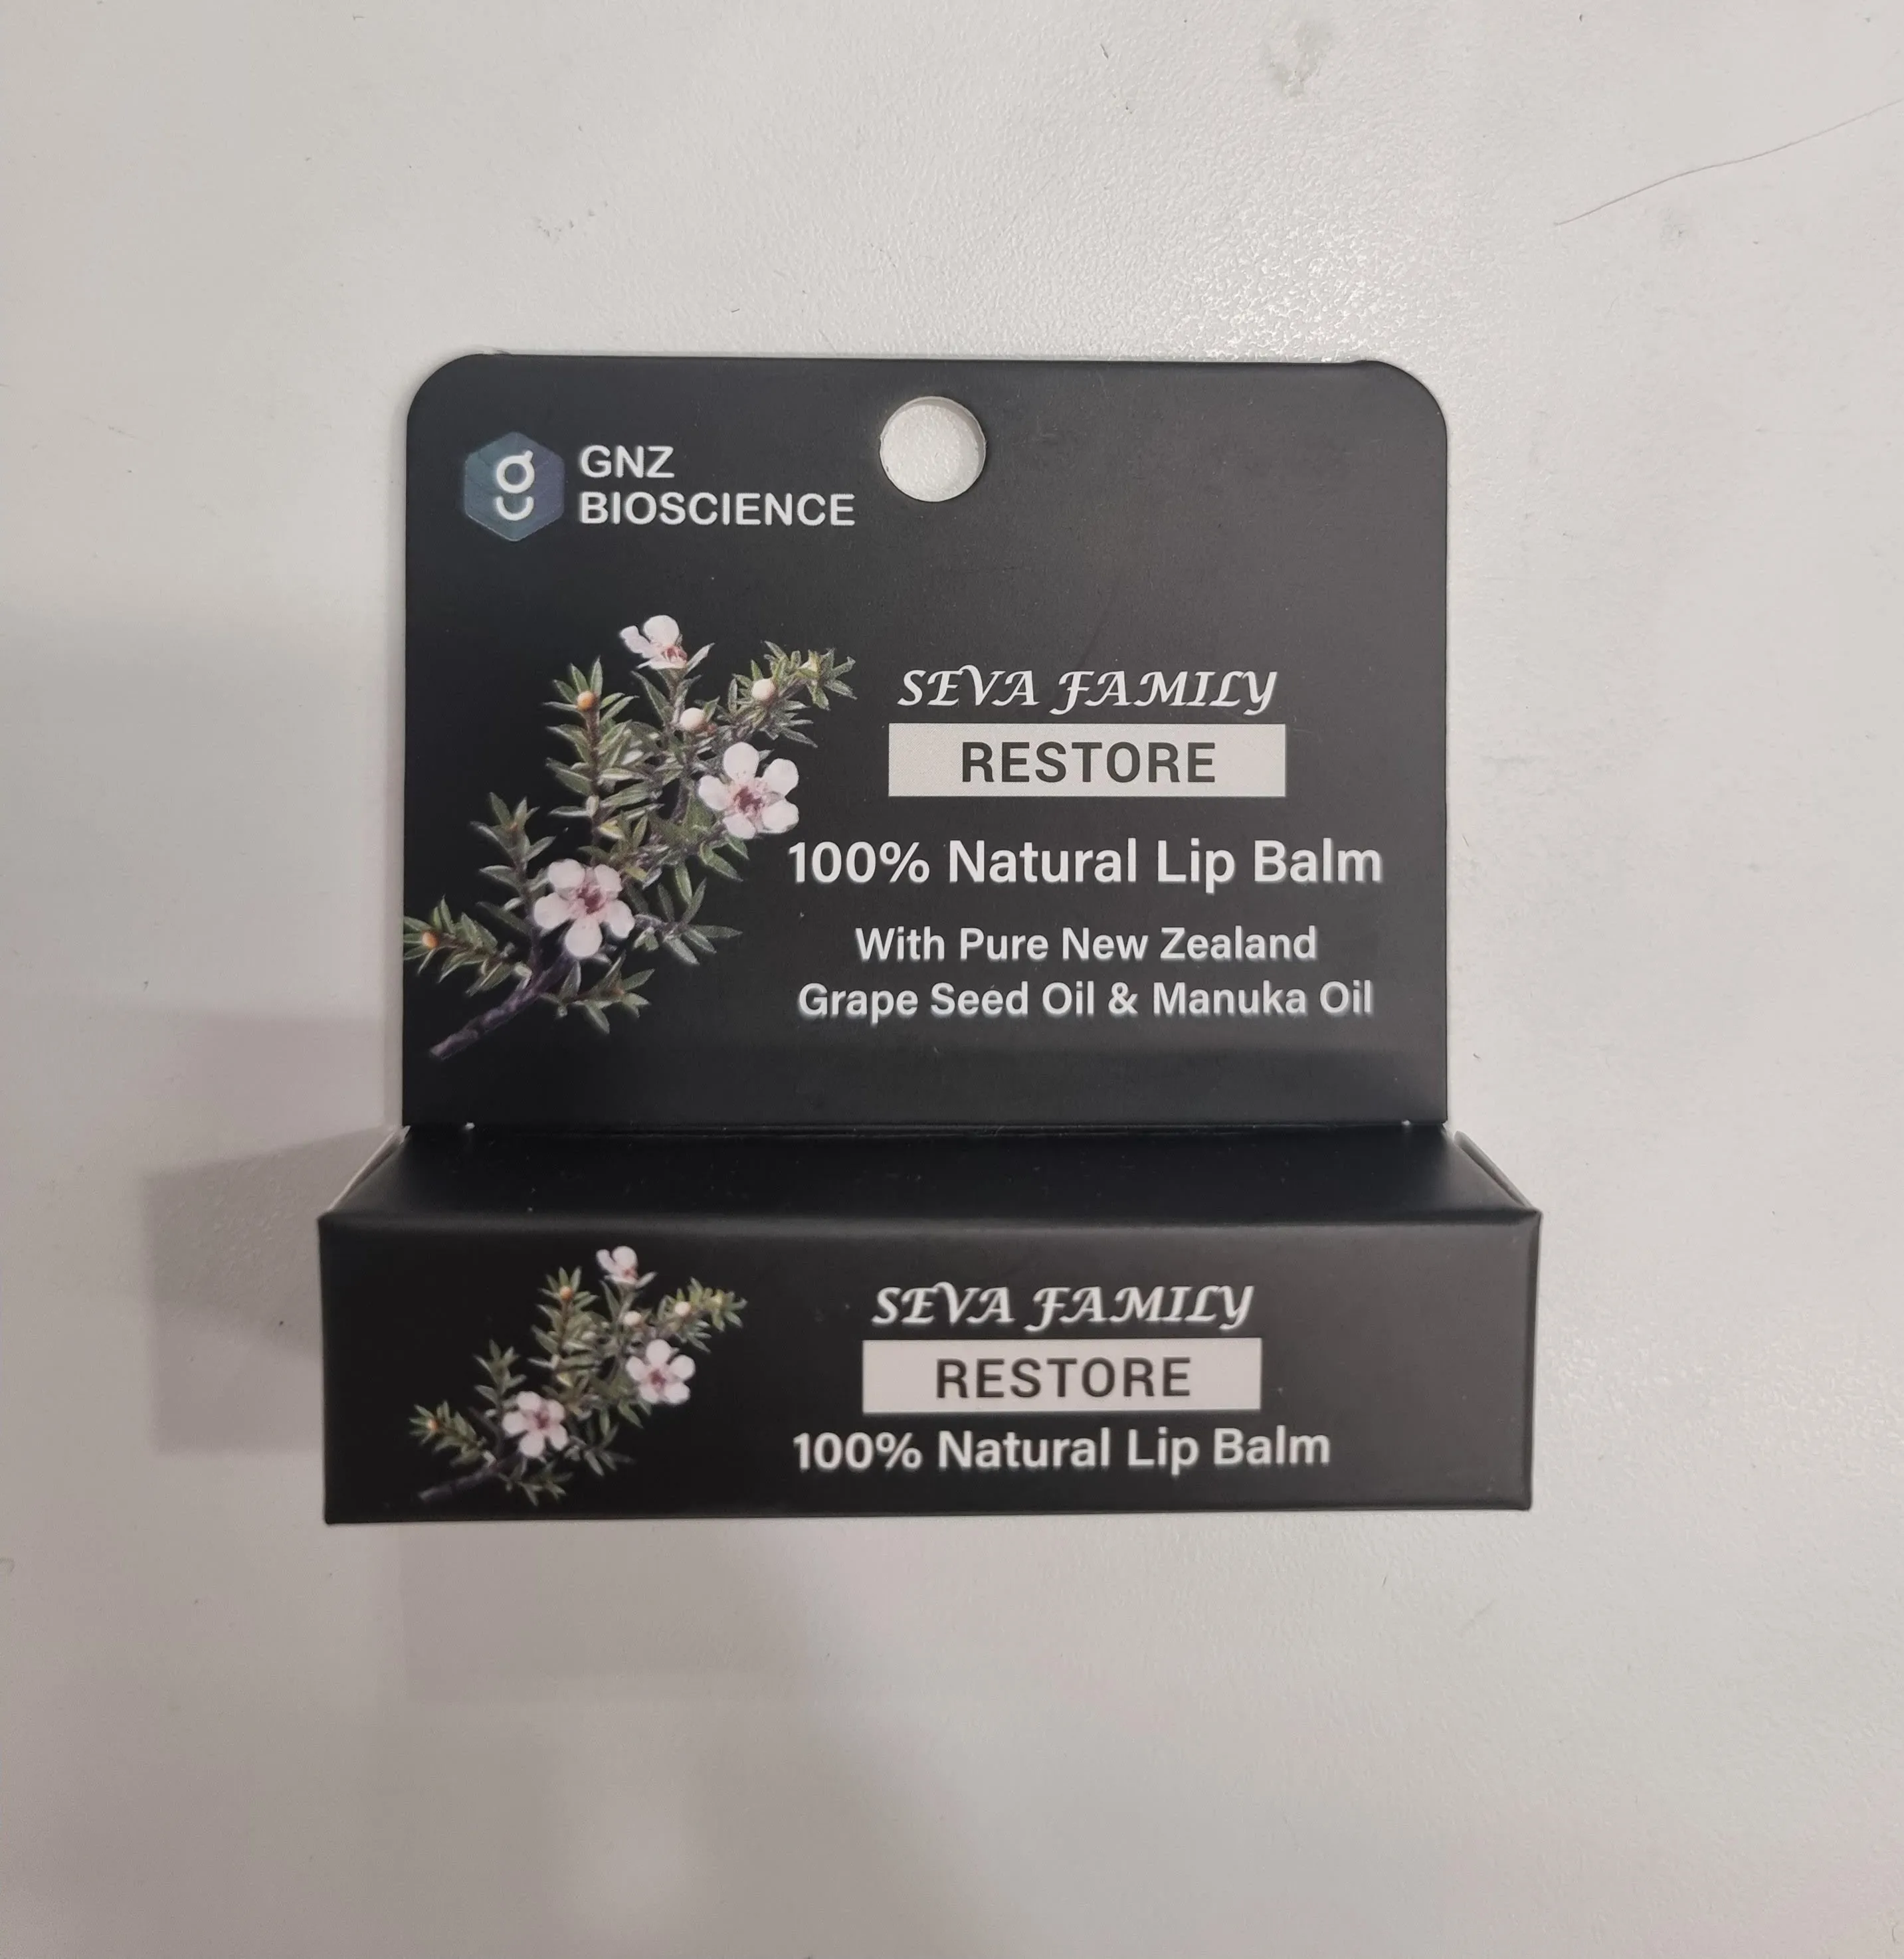 GNZ
BIOSCIENCE
SEVA FAMILY
RESTORE
100% Natural Lip Balm
With Pure New Zealand
Grape Seed Oil & Manuka Oil
SEVA FAMILY
RESTORE
100% Natural Lip Balm